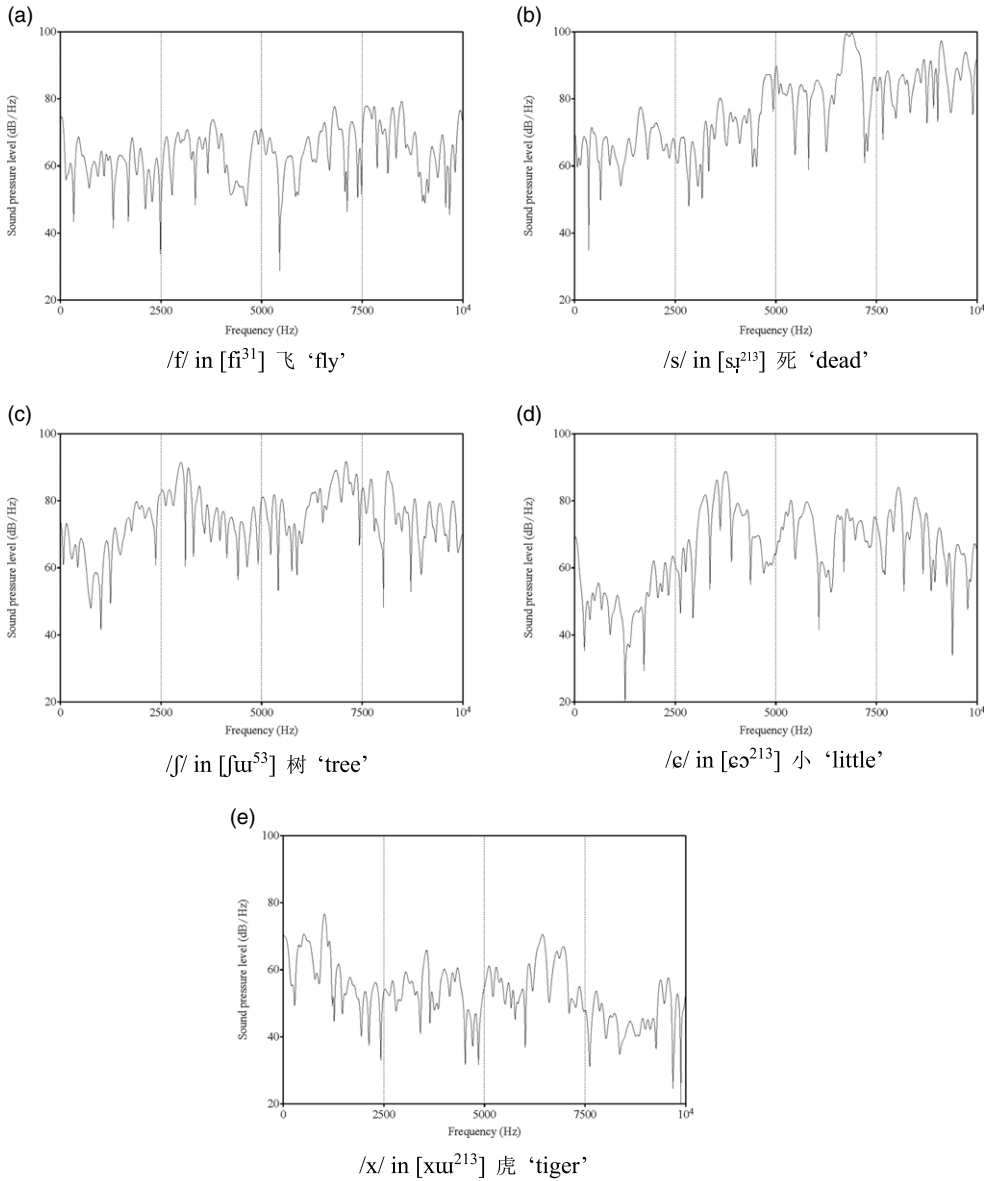 (a)
100
80
60
40
20
Sound pressure level (dB/Hz)
0 2500 5000 7500 10⁴
Frequency (Hz)
/f/ in [fi³¹] 飞 ‘fly’
(b)
100
80
60
40
20
Sound pressure level (dB/Hz)
0 2500 5000 7500 10⁴
Frequency (Hz)
/s/ in [sɹ̩²¹³] 死 ‘dead’
(c)
100
80
60
40
20
Sound pressure level (dB/Hz)
0 2500 5000 7500 10⁴
Frequency (Hz)
/ʃ/ in [ʃɯ⁵³] 树 ‘tree’
(d)
100
80
60
40
20
Sound pressure level (dB/Hz)
0 2500 5000 7500 10⁴
Frequency (Hz)
/ɕ/ in [ɕɔ²¹³] 小 ‘little’
(e)
100
80
60
40
20
Sound pressure level (dB/Hz)
0 2500 5000 7500 10⁴
Frequency (Hz)
/x/ in [xɯ²¹³] 虎 ‘tiger’